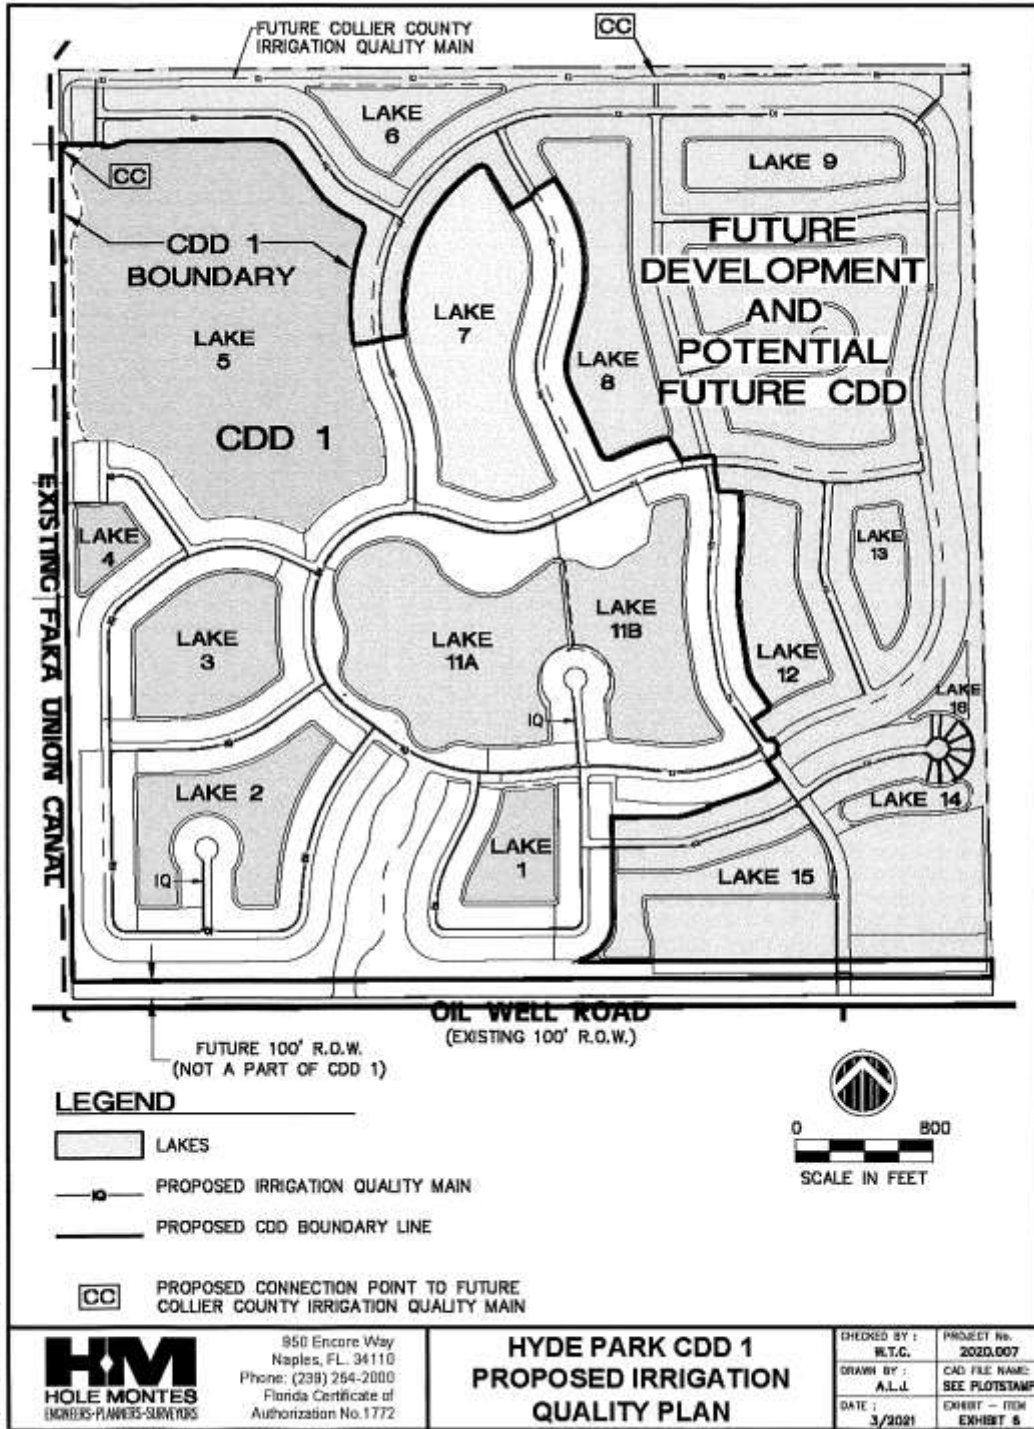 FUTURE COLLIER COUNTY
IRRIGATION QUALITY MAIN
CC
LAKE
6
LAKE 9
CC
CDD 1
BOUNDARY
FUTURE
DEVELOPMENT
AND
POTENTIAL
FUTURE CDD
LAKE
7
LAKE
5
LAKE
8
CDD 1
EXISTING FAKA UNION CANAL
LAKE
4
LAKE
13
LAKE
3
LAKE
11A
LAKE
11B
LAKE
12
LAKE
16
IQ
LAKE 2
LAKE 14
LAKE
1
LAKE 15
IQ
OIL WELL ROAD
(EXISTING 100' R.O.W.)
FUTURE 100' R.O.W.
(NOT A PART OF CDD 1)
LEGEND
LAKES
IQ
PROPOSED IRRIGATION QUALITY MAIN
PROPOSED CDD BOUNDARY LINE
CC
PROPOSED CONNECTION POINT TO FUTURE
COLLIER COUNTY IRRIGATION QUALITY MAIN
0 800
SCALE IN FEET
HM
HOLE MONTES
ENGINEERS-PLANNERS-SURVEYORS
950 Encore Way
Naples, FL. 34110
Phone: (239) 254-2000
Florida Certificate of
Authorization No.1772
HYDE PARK CDD 1
PROPOSED IRRIGATION
QUALITY PLAN
CHECKED BY :
W.T.C.
PROJECT No.
2020.007
DRAWN BY :
A.L.J.
CAD FILE NAME:
SEE PLOTSTAMP
DATE :
3/2021
EXHIBIT - ITEM
EXHIBIT 5